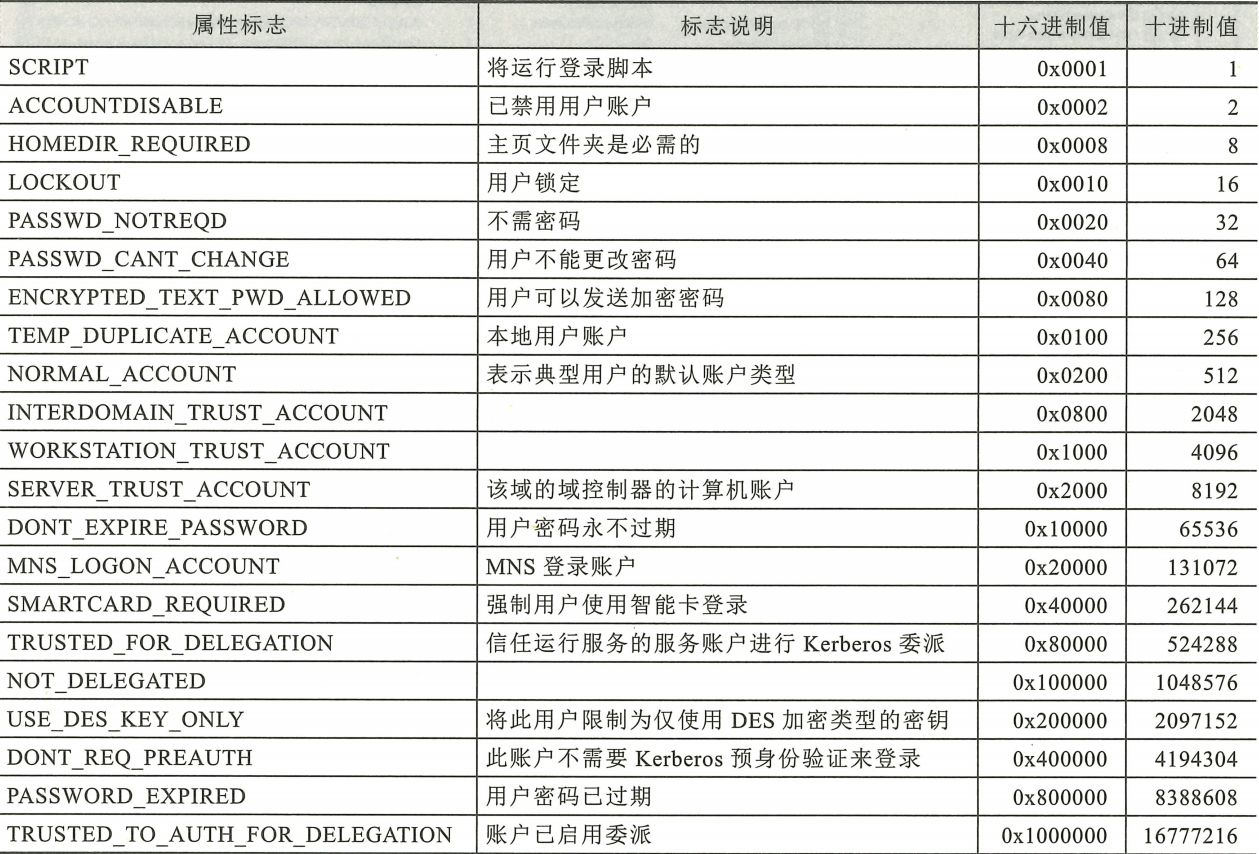 属性标志 标志说明 十六进制值 十进制值
SCRIPT 将运行登录脚本 0x0001 1
ACCOUNTDISABLE 已禁用用户账户 0x0002 2
HOMEDIR_REQUIRED 主页文件夹是必需的 0x0008 8
LOCKOUT 用户锁定 0x0010 16
PASSWD_NOTREQD 不需密码 0x0020 32
PASSWD_CANT_CHANGE 用户不能更改密码 0x0040 64
ENCRYPTED_TEXT_PWD_ALLOWED 用户可以发送加密密码 0x0080 128
TEMP_DUPLICATE_ACCOUNT 本地用户账户 0x0100 256
NORMAL_ACCOUNT 表示典型用户的默认账户类型 0x0200 512
INTERDOMAIN_TRUST_ACCOUNT 0x0800 2048
WORKSTATION_TRUST_ACCOUNT 0x1000 4096
SERVER_TRUST_ACCOUNT 该域的域控制器的计算机账户 0x2000 8192
DONT_EXPIRE_PASSWORD 用户密码永不过期 0x10000 65536
MNS_LOGON_ACCOUNT MNS 登录账户 0x20000 131072
SMARTCARD_REQUIRED 强制用户使用智能卡登录 0x40000 262144
TRUSTED_FOR_DELEGATION 信任运行服务的服务账户进行 Kerberos 委派 0x80000 524288
NOT_DELEGATED 0x100000 1048576
USE_DES_KEY_ONLY 将此用户限制为仅使用 DES 加密类型的密钥 0x200000 2097152
DONT_REQ_PREAUTH 此账户不需要 Kerberos 预身份验证来登录 0x400000 4194304
PASSWORD_EXPIRED 用户密码已过期 0x800000 8388608
TRUSTED_TO_AUTH_FOR_DELEGATION 账户已启用委派 0x1000000 16777216